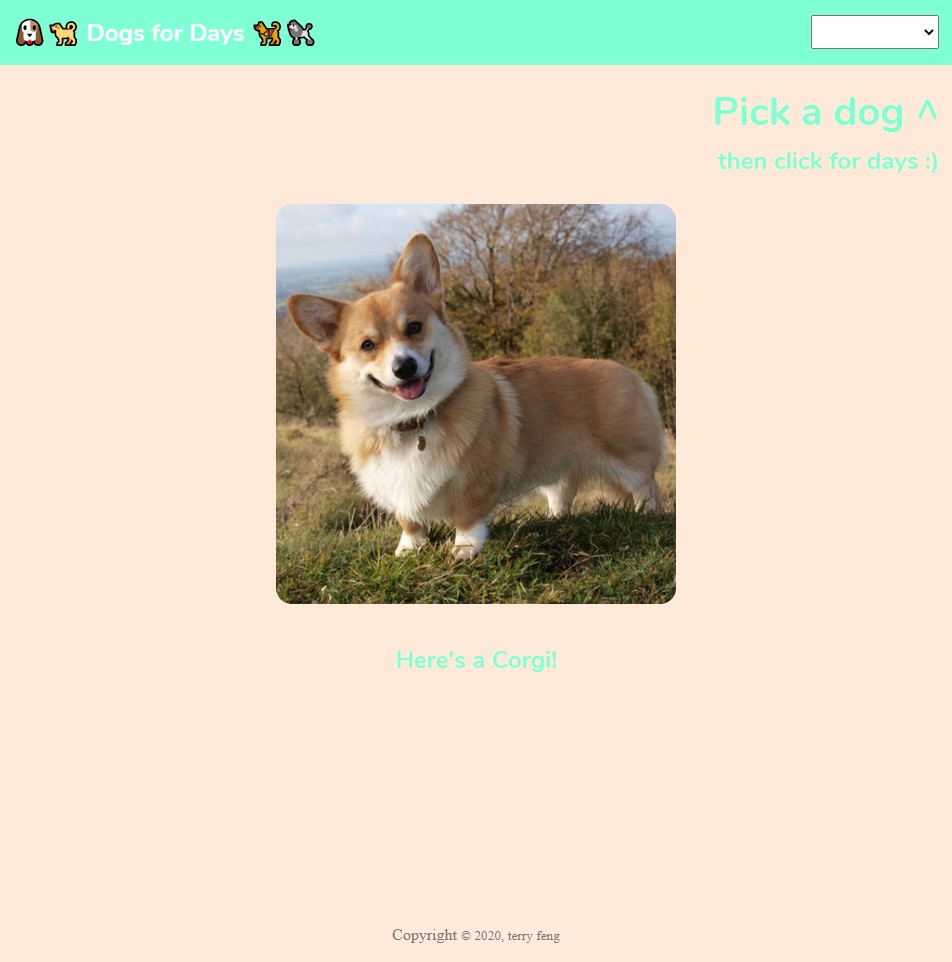 Dogs for Days
Pick a dog ^
then click for days :)
Here's a Corgi!
Copyright © 2020, terry feng